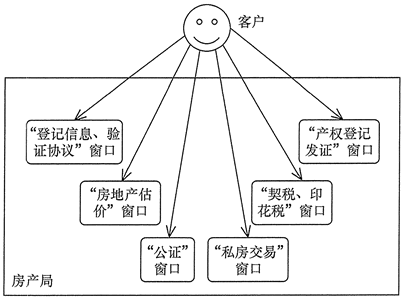 客户
“登记信息、验
证协议”窗口
“产权登记
发证”窗口
“房地产估
价”窗口
“契税、印
花税”窗口
“公证”
窗口
“私房交易”
窗口
房产局